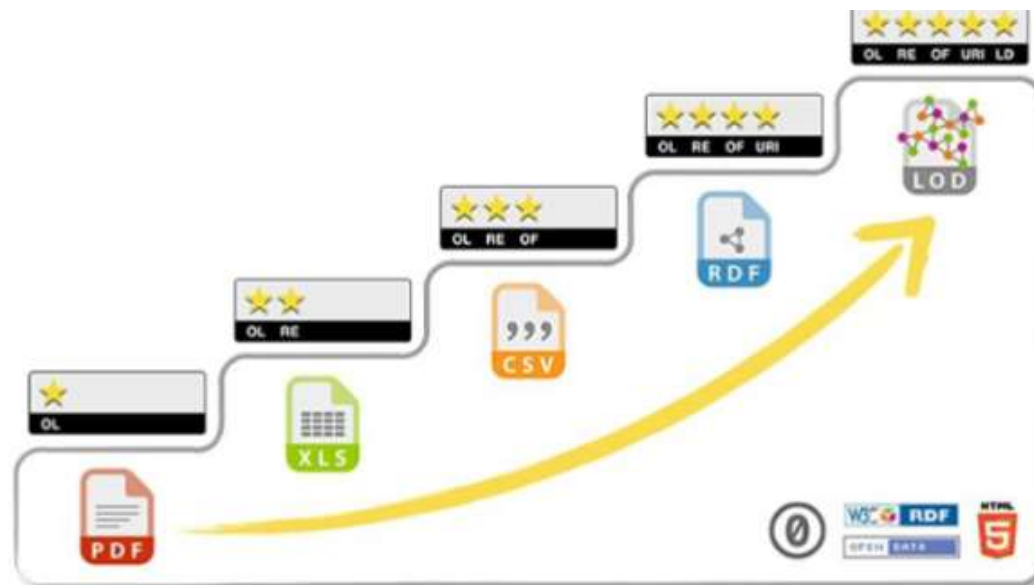 OL RE OF URI LD
OL RE OF URI
LOD
OL RE OF
RDF
OL RE
CSV
OL
XLS
PDF
W3C RDF
OPEN DATA
HTML
5
0